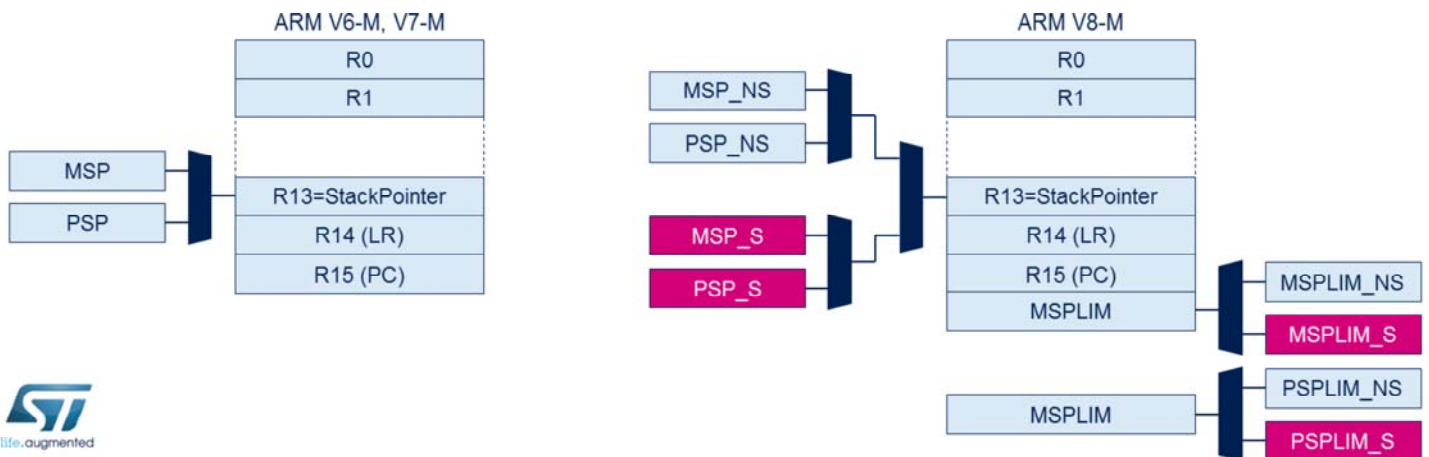 ARM V6-M, V7-M
R0
R1
MSP
PSP
R13=StackPointer
R14 (LR)
R15 (PC)
ARM V8-M
MSP_NS
PSP_NS
MSP_S
PSP_S
R0
R1
R13=StackPointer
R14 (LR)
R15 (PC)
MSPLIM
MSPLIM_NS
MSPLIM_S
MSPLIM
PSPLIM_NS
PSPLIM_S
ST
life.augmented